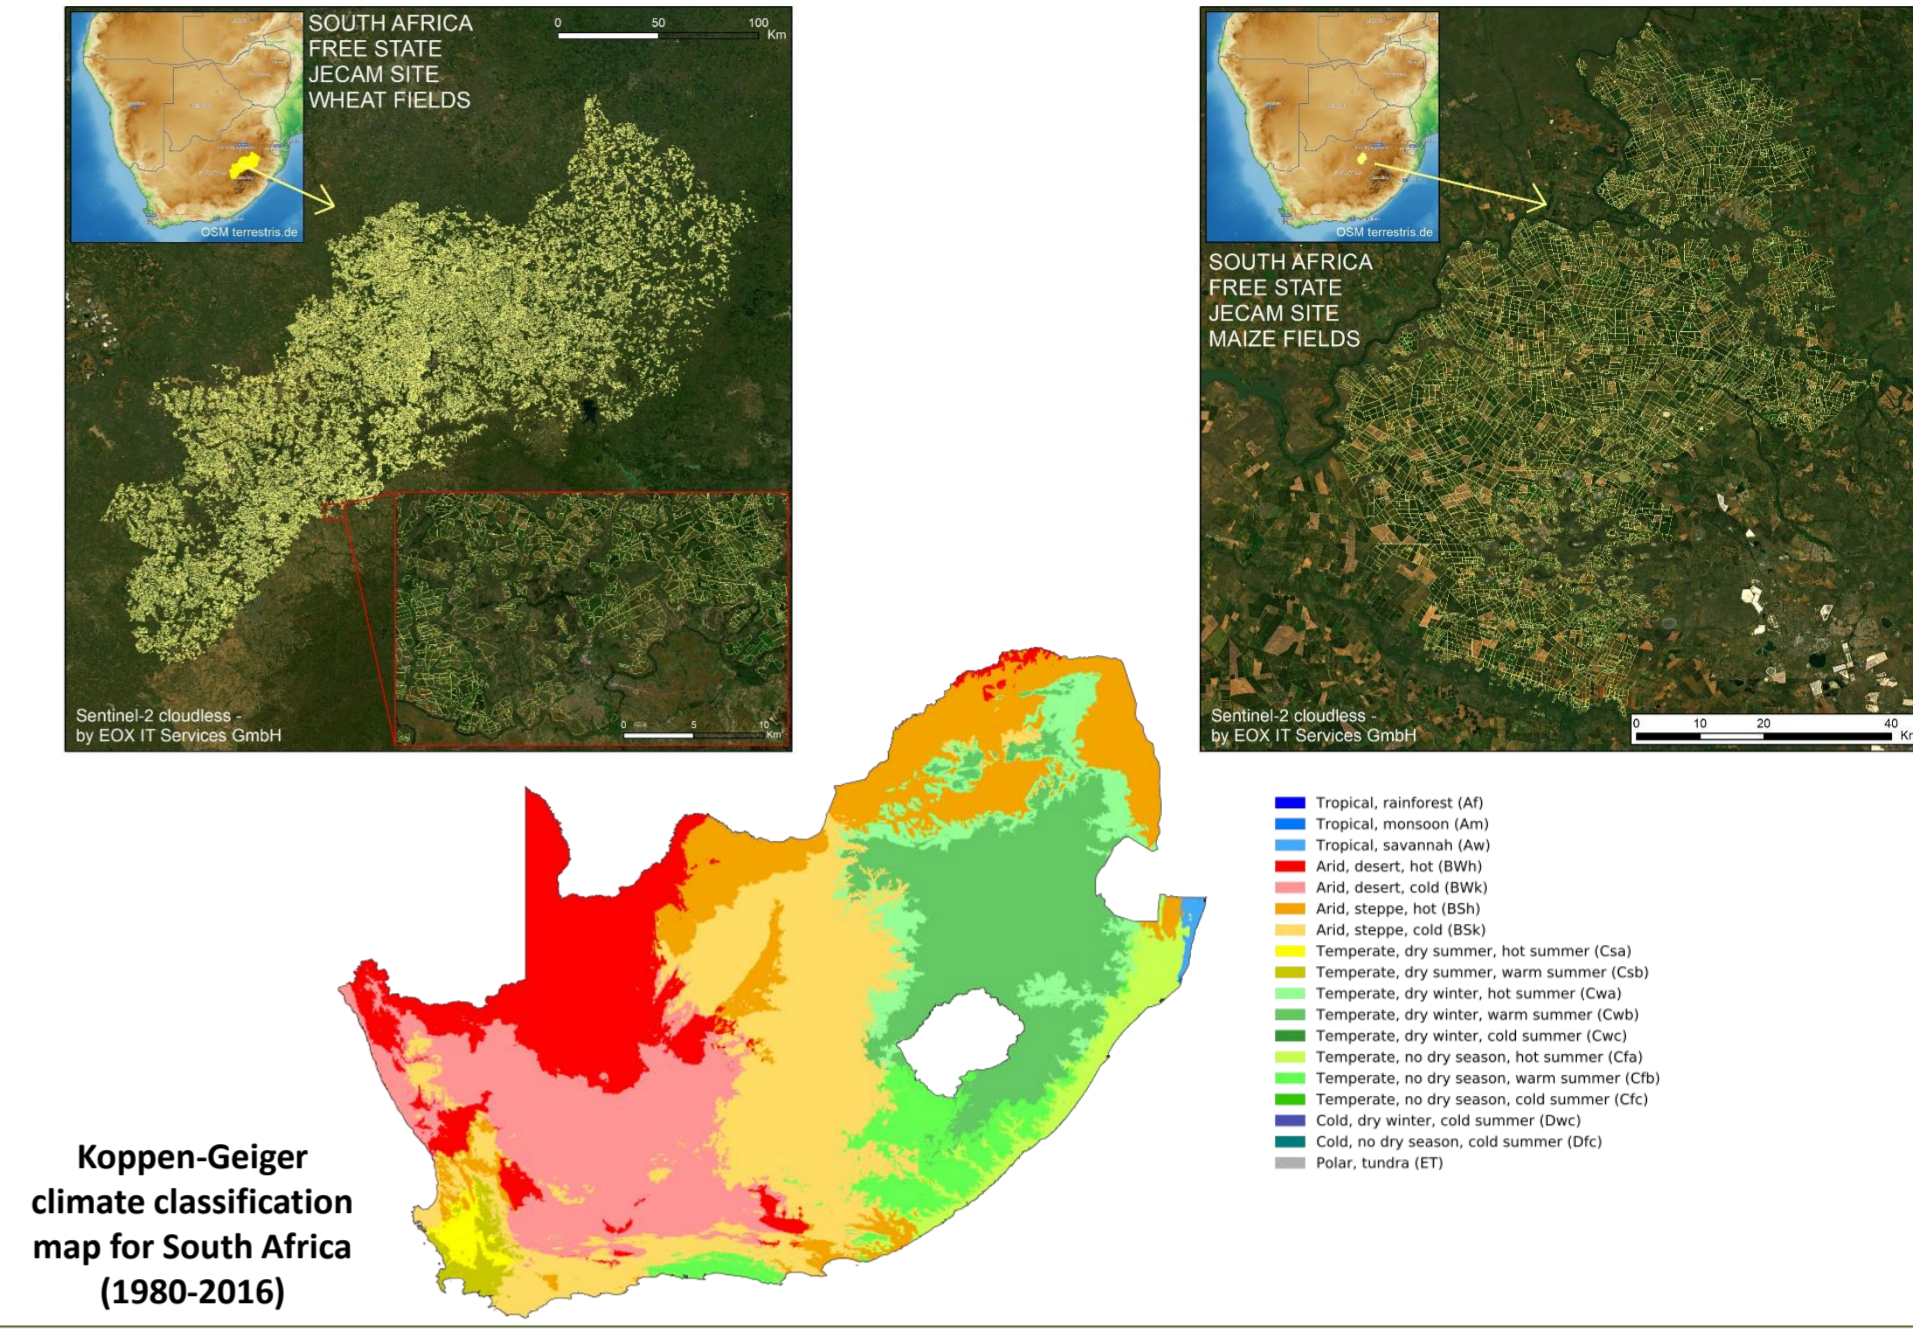 SOUTH AFRICA
FREE STATE
JECAM SITE
WHEAT FIELDS
0 50 100
Km
OSM terrestris.de
0 5 10
Km
Sentinel-2 cloudless -
by EOX IT Services GmbH
OSM terrestris.de
SOUTH AFRICA
FREE STATE
JECAM SITE
MAIZE FIELDS
Sentinel-2 cloudless -
by EOX IT Services GmbH
0 10 20 40
Tropical, rainforest (Af)
Tropical, monsoon (Am)
Tropical, savannah (Aw)
Arid, desert, hot (BWh)
Arid, desert, cold (BWk)
Arid, steppe, hot (BSh)
Arid, steppe, cold (BSk)
Temperate, dry summer, hot summer (Csa)
Temperate, dry summer, warm summer (Csb)
Temperate, dry winter, hot summer (Cwa)
Temperate, dry winter, warm summer (Cwb)
Temperate, dry winter, cold summer (Cwc)
Temperate, no dry season, hot summer (Cfa)
Temperate, no dry season, warm summer (Cfb)
Temperate, no dry season, cold summer (Cfc)
Cold, dry winter, cold summer (Dwc)
Cold, no dry season, cold summer (Dfc)
Polar, tundra (ET)
Koppen-Geiger
climate classification
map for South Africa
(1980-2016)